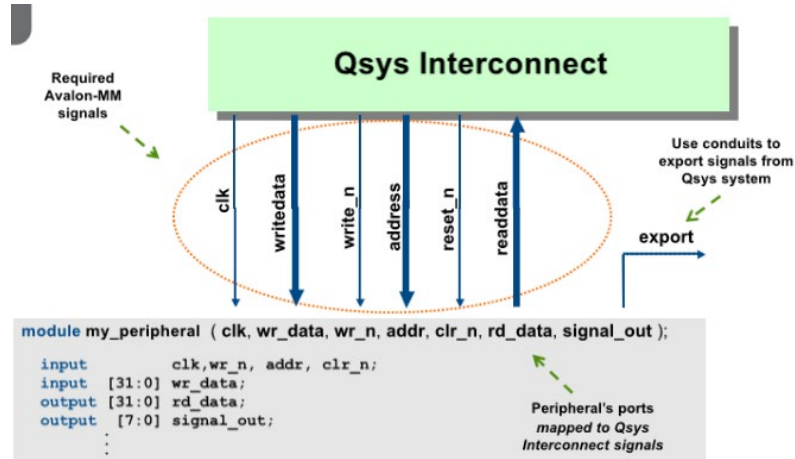 Qsys Interconnect
Required
Avalon-MM
signals
Use conduits to
export signals from
Qsys system
clk
writedata
write_n
address
reset_n
readdata
export
module my_peripheral ( clk, wr_data, wr_n, addr, clr_n, rd_data, signal_out );
input clk,wr_n, addr, clr_n;
input [31:0] wr_data;
output [31:0] rd_data;
output [7:0] signal_out;
Peripheral's ports
mapped to Qsys
Interconnect signals